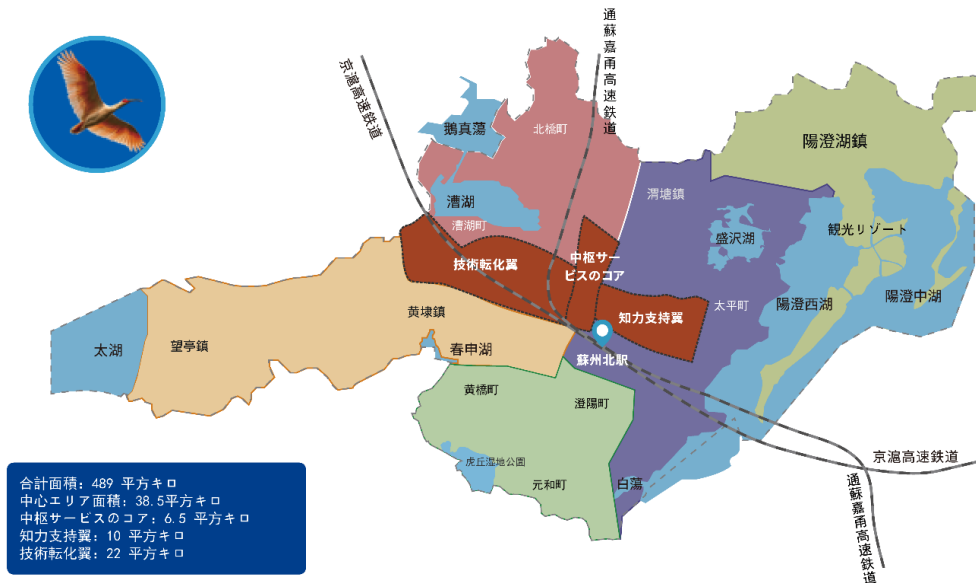 通蘇嘉甬高速鉄道
京滬高速鉄道
北橋町
鵝真蕩
陽澄湖鎮
渭塘鎮
漕湖
漕湖町
観光リゾート
盛沢湖
中枢サー
ビスのコア
技術転化翼
陽澄西湖
陽澄中湖
太平町
黄埭鎮
知力支持翼
太湖
望亭鎮
春申湖
蘇州北駅
黄橋町
澄陽町
京滬高速鉄道
虎丘湿地公園
元和町
白蕩
通蘇嘉甬高速鉄道
合計面積: 489 平方キロ
中心エリア面積: 38.5平方キロ
中枢サービスのコア: 6.5 平方キロ
知力支持翼: 10 平方キロ
技術転化翼: 22 平方キロ